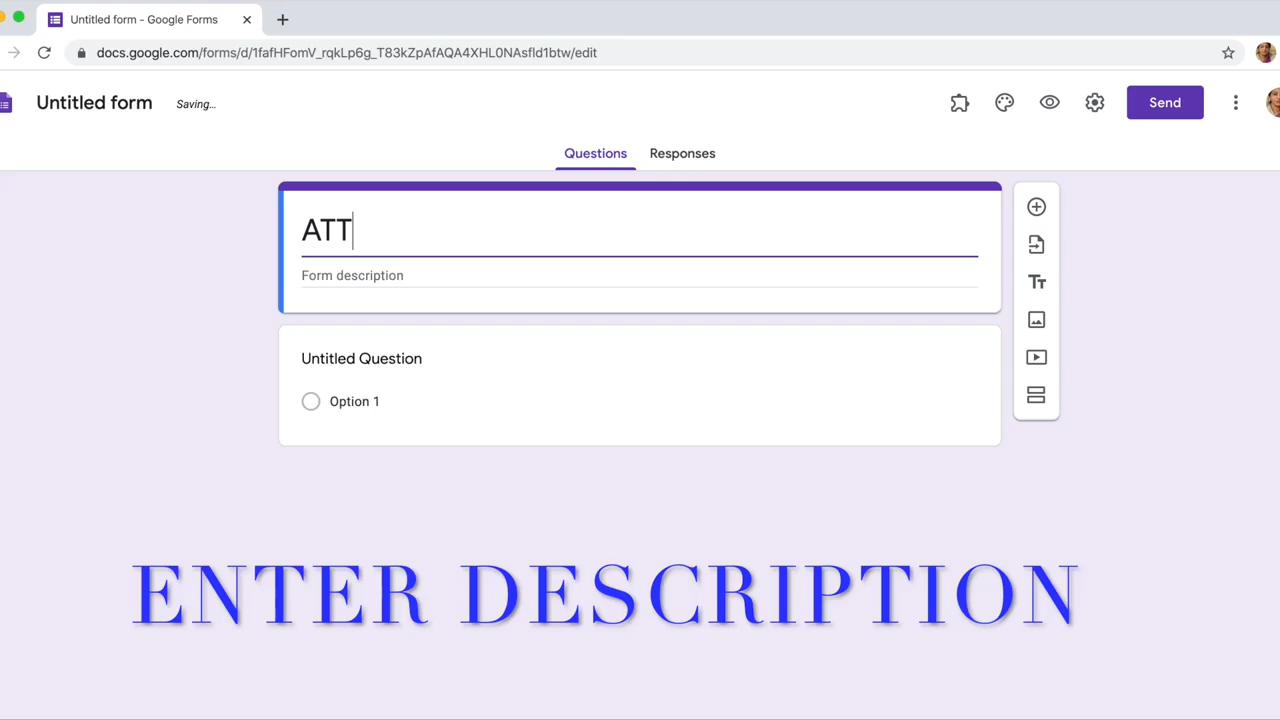 Untitled form - Google Forms
docs.google.com/forms/d/1fafHFomV_rqkLp6g_T83kZpAfAQA4XHL0NAsfId1btw/edit
Untitled form Saving... Send
Questions Responses
ATT
Form description
Untitled Question
Option 1
ENTER DESCRIPTION